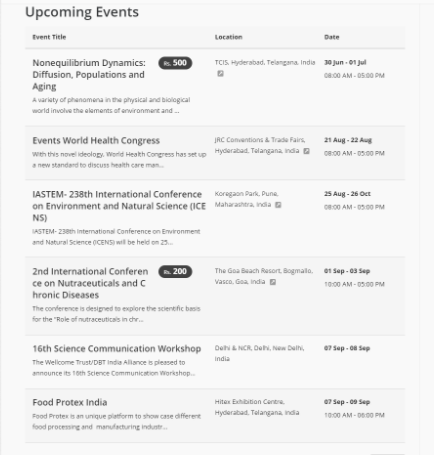 Upcoming Events
Event Title Location Date
Nonequilibrium Dynamics: Rs. 500 TCIS, Hyderabad, Telangana, India 30 Jun - 01 Jul
Diffusion, Populations and 08:00 AM - 05:00 PM
Aging
A variety of phenomena in the physical and biological
world involve the elements of environment and ...
Events World Health Congress JRC Conventions & Trade Fairs, 21 Aug - 22 Aug
With this novel ideology, World Health Congress has set up Hyderabad, Telangana, India 08:00 AM - 05:00 PM
a new standard to discuss health care man...
IASTEM- 238th International Conference Koregaon Park, Pune, 25 Aug - 26 Oct
on Environment and Natural Science (ICE Maharashtra, India 08:00 AM - 05:00 PM
NS)
IASTEM- 238th International Conference on Environment
and Natural Science (ICENS) will be held on 25...
2nd International Conferen Rs. 200 The Goa Beach Resort, Bogmallo, 01 Sep - 03 Sep
ce on Nutraceuticals and C Vasco, Goa, India 10:00 AM - 05:00 PM
hronic Diseases
The conference is designed to explore the scientific basis
for the "Role of nutraceuticals in chr...
16th Science Communication Workshop Delhi & NCR, Delhi, New Delhi, 07 Sep - 08 Sep
The Wellcome Trust/DBT India Alliance is pleased to India
announce its 16th Science Communication Workshop...
Food Protex India Hitex Exhibition Centre, 07 Sep - 09 Sep
Food Protex is an unique platform to show case different Hyderabad, Telangana, India 10:00 AM - 06:00 PM
food processing and manufacturing industr...